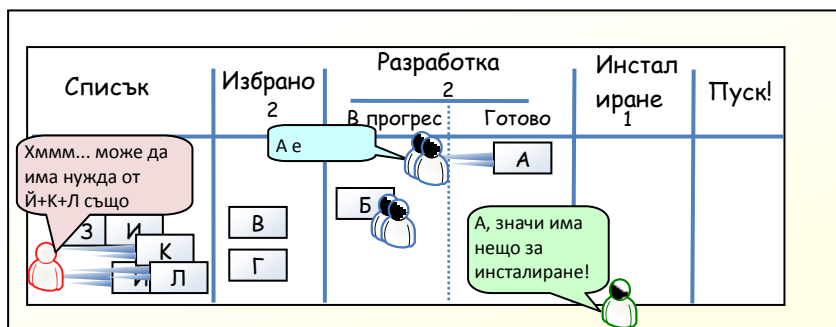 Списък
Избрано
2
Разработка
2
В прогрес
Готово
Инстал
иране
1
Пуск!
Хммм... може да
има нужда от
Й+К+Л също
А е
А
З
И
К
Й
Л
В
Г
Б
А, значи има
нещо за
инсталиране!